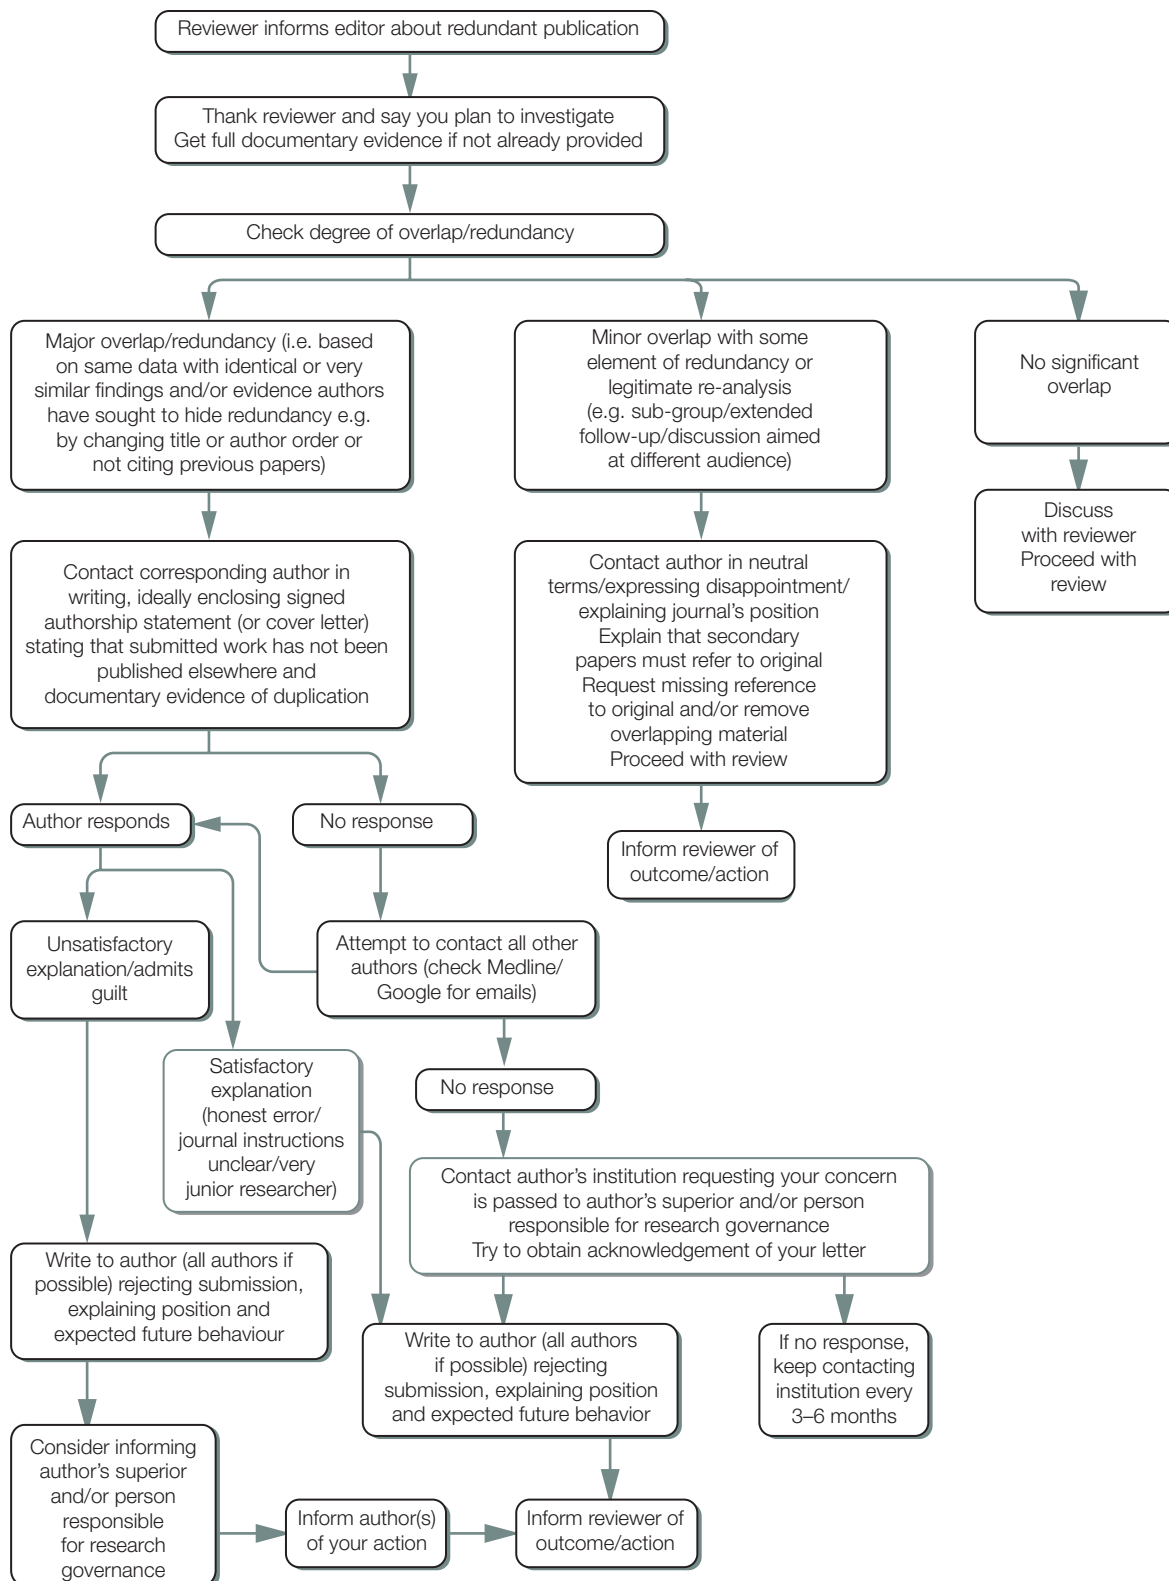 Reviewer informs editor about redundant publication
Thank reviewer and say you plan to investigate
Get full documentary evidence if not already provided
Check degree of overlap/redundancy
Major overlap/redundancy (i.e. based
on same data with identical or very
similar findings and/or evidence authors
have sought to hide redundancy e.g.
by changing title or author order or
not citing previous papers)
Minor overlap with some
element of redundancy or
legitimate re-analysis
(e.g. sub-group/extended
follow-up/discussion aimed
at different audience)
No significant
overlap
Contact corresponding author in
writing, ideally enclosing signed
authorship statement (or cover letter)
stating that submitted work has not been
published elsewhere and
documentary evidence of duplication
Contact author in neutral
terms/expressing disappointment/
explaining journal’s position
Explain that secondary
papers must refer to original
Request missing reference
to original and/or remove
overlapping material
Proceed with review
Discuss
with reviewer
Proceed with
review
Author responds
No response
Inform reviewer of
outcome/action
Unsatisfactory
explanation/admits
guilt
Attempt to contact all other
authors (check Medline/
Google for emails)
Satisfactory
explanation
(honest error/
journal instructions
unclear/very
junior researcher)
No response
Contact author’s institution requesting your concern
is passed to author’s superior and/or person
responsible for research governance
Try to obtain acknowledgement of your letter
Write to author (all authors if
possible) rejecting submission,
explaining position and
expected future behaviour
Write to author (all authors
if possible) rejecting
submission, explaining position
and expected future behavior
If no response,
keep contacting
institution every
3–6 months
Consider informing
author’s superior
and/or person
responsible
for research
governance
Inform author(s)
of your action
Inform reviewer of
outcome/action